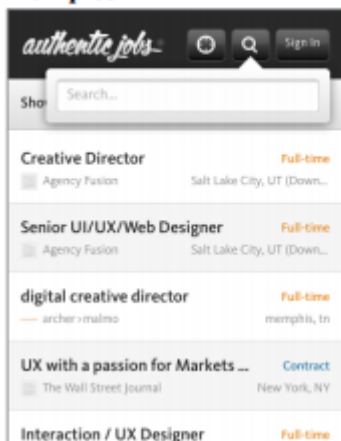 authentic jobs
Sign In
Search...
Sho
Creative Director Full-time
Agency Fusion Salt Lake City, UT (Down...
Senior UI/UX/Web Designer Full-time
Agency Fusion Salt Lake City, UT (Down...
digital creative director Full-time
archer>malmo memphis, tn
UX with a passion for Markets ... Contract
The Wall Street Journal New York, NY
Interaction / UX Designer Full-time